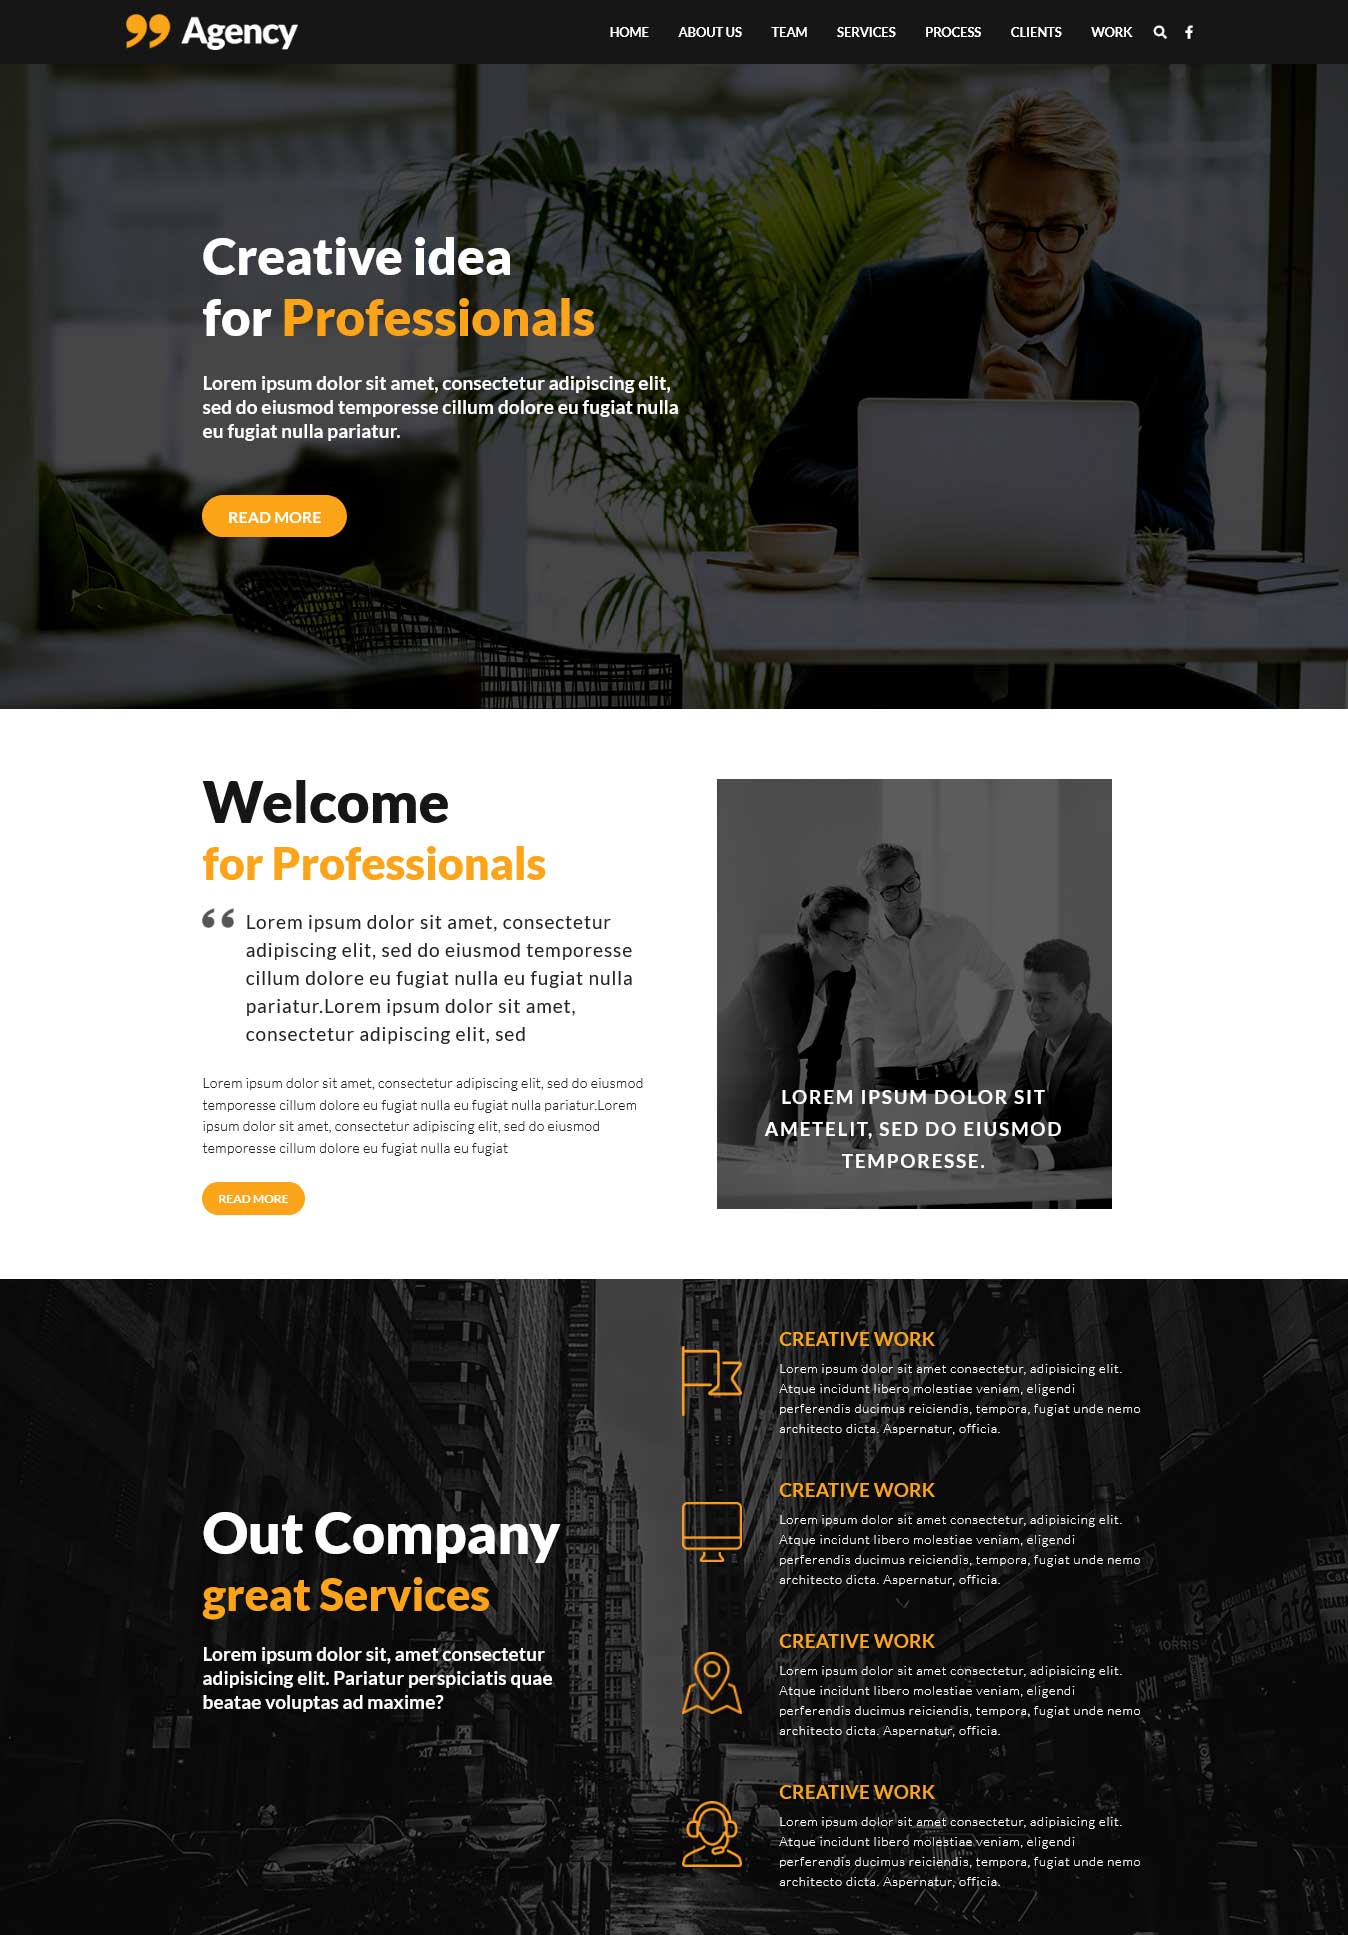 Agency
HOME ABOUT US TEAM SERVICES PROCESS CLIENTS WORK
Creative idea
for Professionals
Lorem ipsum dolor sit amet, consectetur adipiscing elit,
sed do eiusmod temporesse cillum dolore eu fugiat nulla
eu fugiat nulla pariatur.
READ MORE
Welcome
for Professionals
“ Lorem ipsum dolor sit amet, consectetur
adipiscing elit, sed do eiusmod temporesse
cillum dolore eu fugiat nulla eu fugiat nulla
pariatur.Lorem ipsum dolor sit amet,
consectetur adipiscing elit, sed
Lorem ipsum dolor sit amet, consectetur adipiscing elit, sed do eiusmod
temporesse cillum dolore eu fugiat nulla eu fugiat nulla pariatur.Lorem
ipsum dolor sit amet, consectetur adipiscing elit, sed do eiusmod
temporesse cillum dolore eu fugiat nulla eu fugiat
READ MORE
LOREM IPSUM DOLOR SIT
AMETELIT, SED DO EIUSMOD
TEMPORESSE.
Out Company
great Services
Lorem ipsum dolor sit, amet consectetur
adipisicing elit. Pariatur perspiciatis quae
beatae voluptas ad maxime?
CREATIVE WORK
Lorem ipsum dolor sit amet consectetur, adipisicing elit.
Atque incidunt libero molestiae veniam, eligendi
perferendis ducimus reiciendis, tempora, fugiat unde nemo
architecto dicta. Aspernatur, officia.
CREATIVE WORK
Lorem ipsum dolor sit amet consectetur, adipisicing elit.
Atque incidunt libero molestiae veniam, eligendi
perferendis ducimus reiciendis, tempora, fugiat unde nemo
architecto dicta. Aspernatur, officia.
CREATIVE WORK
Lorem ipsum dolor sit amet consectetur, adipisicing elit.
Atque incidunt libero molestiae veniam, eligendi
perferendis ducimus reiciendis, tempora, fugiat unde nemo
architecto dicta. Aspernatur, officia.
CREATIVE WORK
Lorem ipsum dolor sit amet consectetur, adipisicing elit.
Atque incidunt libero molestiae veniam, eligendi
perferendis ducimus reiciendis, tempora, fugiat unde nemo
architecto dicta. Aspernatur, officia.
Cafe